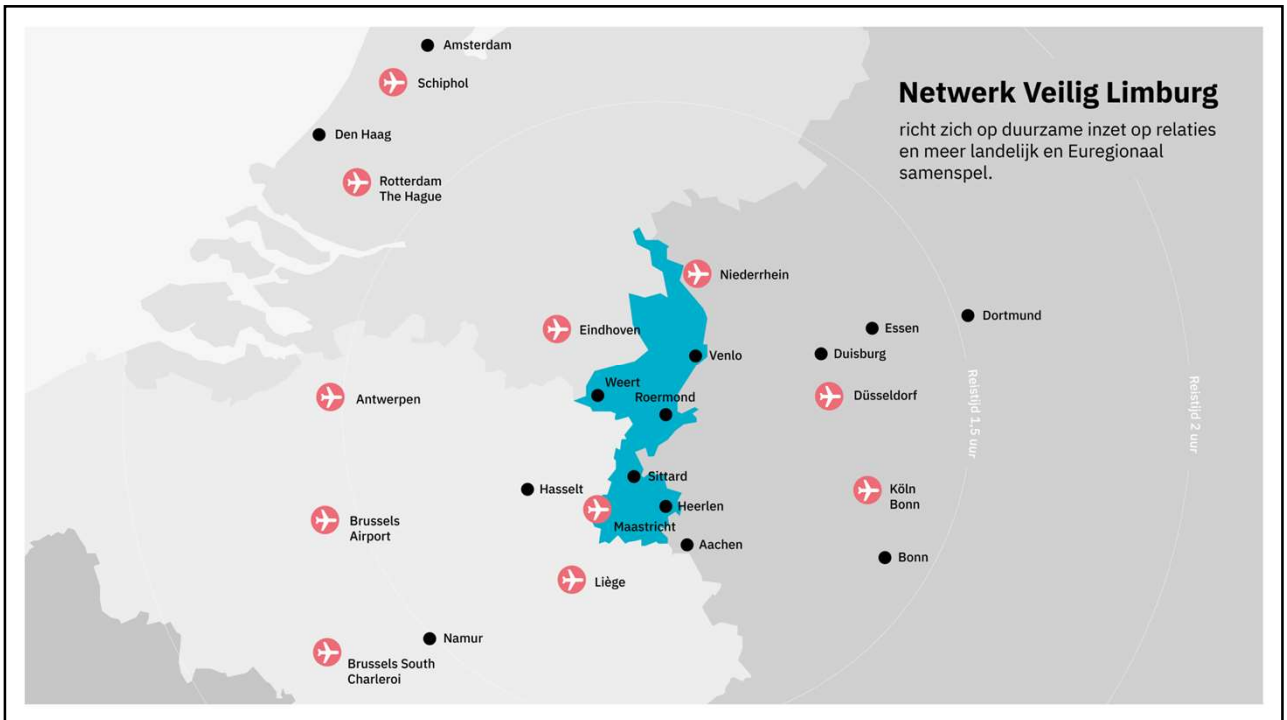 Amsterdam
Schiphol
Netwerk Veilig Limburg
richt zich op duurzame inzet op relaties
en meer landelijk en Euregionaal
samenspel.
Den Haag
Rotterdam
The Hague
Niederrhein
Eindhoven
Dortmund
Essen
Duisburg
Venlo
Weert
Roermond
Antwerpen
Düsseldorf
Reistijd 1,5 uur
Reistijd 2 uur
Sittard
Hasselt
Heerlen
Köln
Bonn
Maastricht
Brussels
Airport
Aachen
Bonn
Liège
Namur
Brussels South
Charleroi